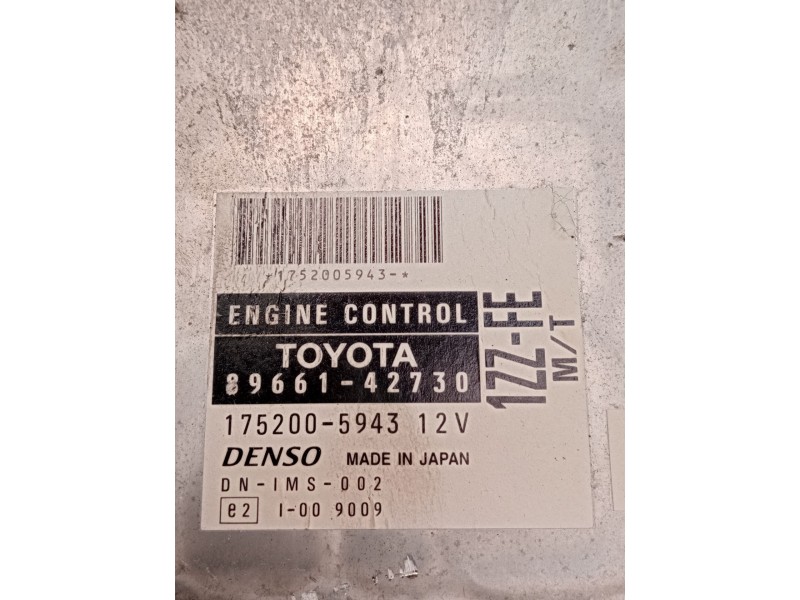 -1752005943-*
ENGINE CONTROL
TOYOTA
89661-42730
175200-5943 12V
DENSO MADE IN JAPAN
DN-IMS-002
e2 I-00 9009
1ZZ-FE
M/T